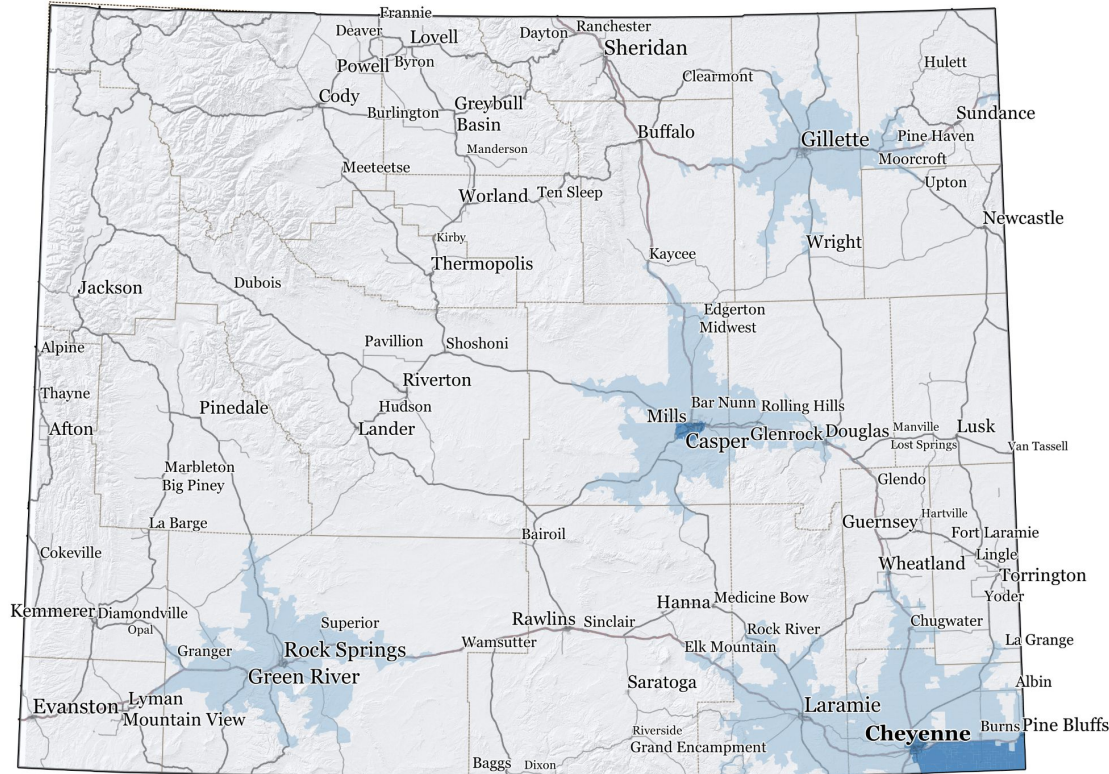 Frannie
Deaver
Lovell
Dayton
Ranchester
Sheridan
Powell
Byron
Clearmont
Hulett
Cody
Burlington
Greybull
Basin
Manderson
Buffalo
Gillette
Sundance
Pine Haven
Moorcroft
Meeteetse
Worland
Ten Sleep
Upton
Newcastle
Kirby
Thermopolis
Kaycee
Wright
Jackson
Dubois
Edgerton
Midwest
Alpine
Pavillion
Shoshoni
Riverton
Hudson
Thayne
Pinedale
Afton
Lander
Mills
Bar Nunn
Rolling Hills
Casper
Glenrock
Douglas
Manville
Lost Springs
Lusk
Van Tassell
Marbleton
Big Piney
Glendo
La Barge
Bairoil
Guernsey
Hartville
Fort Laramie
Cokeville
Wheatland
Lingle
Torrington
Yoder
Kemmerer
Diamondville
Opal
Superior
Rawlins
Sinclair
Hanna
Medicine Bow
Rock River
Chugwater
Granger
Rock Springs
Wamsutter
Elk Mountain
La Grange
Green River
Saratoga
Albin
Evanston
Lyman
Mountain View
Laramie
Riverside
Grand Encampment
Cheyenne
Burns
Pine Bluffs
Baggs
Dixon